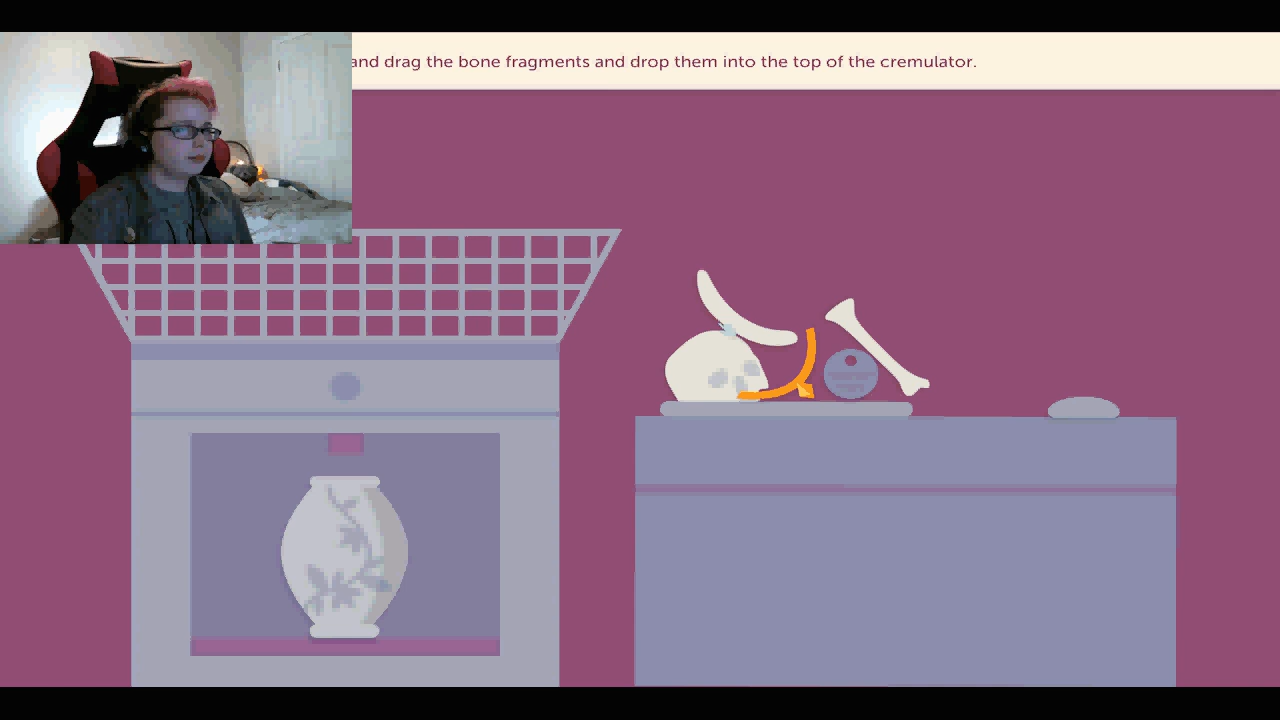 and drag the bone fragments and drop them into the top of the cremulator.